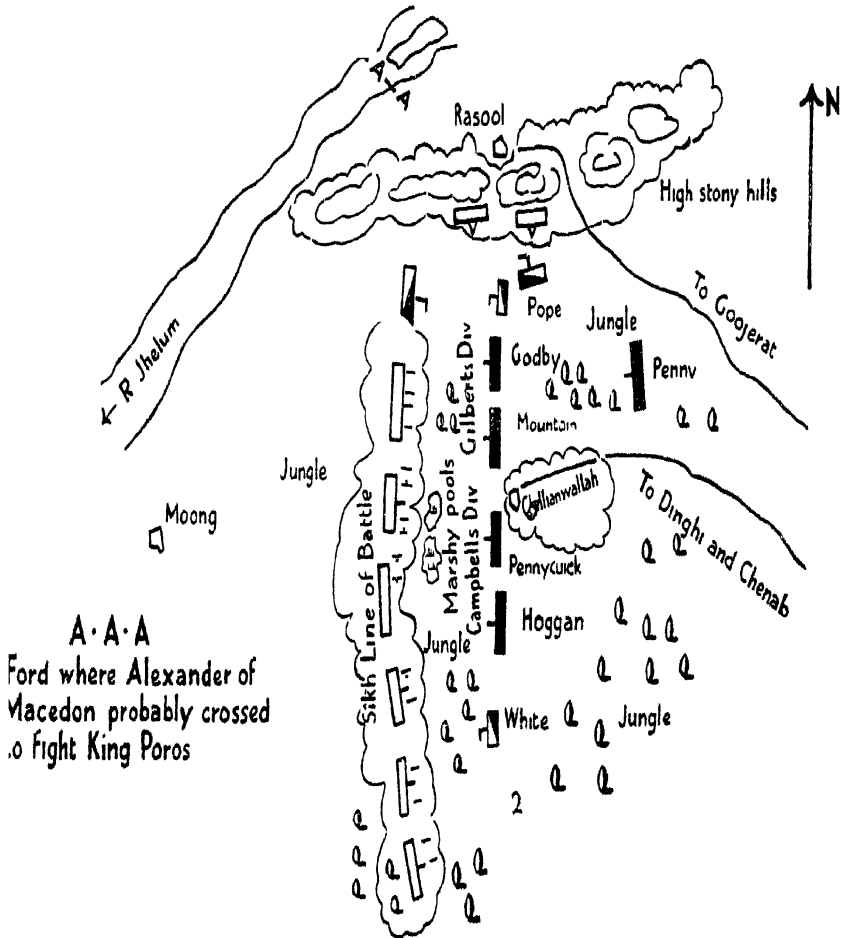 A
A
N
Rasool
High stony hills
To Goojerat
Pope
Jungle
Godby
Penny
R Jhelum
Gilberts Div
Mountain
Jungle
Chillianwallah
To Dinghi and Chenab
Moong
Sikh Line of Battle
Marshy pools
Campbells Div
Pennycuick
A·A·A
Ford where Alexander of
Macedon probably crossed
to fight King Poros
Hoggan
Jungle
White
Jungle
2